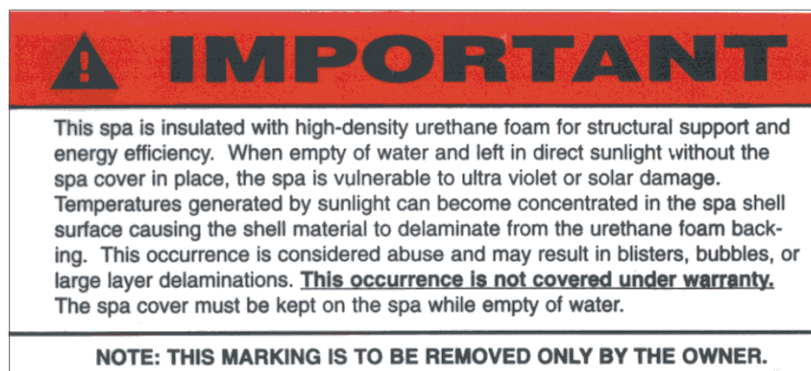 IMPORTANT
This spa is insulated with high-density urethane foam for structural support and
energy efficiency. When empty of water and left in direct sunlight without the
spa cover in place, the spa is vulnerable to ultra violet or solar damage.
Temperatures generated by sunlight can become concentrated in the spa shell
surface causing the shell material to delaminate from the urethane foam back-
ing. This occurrence is considered abuse and may result in blisters, bubbles, or
large layer delaminations. This occurrence is not covered under warranty.
The spa cover must be kept on the spa while empty of water.
NOTE: THIS MARKING IS TO BE REMOVED ONLY BY THE OWNER.